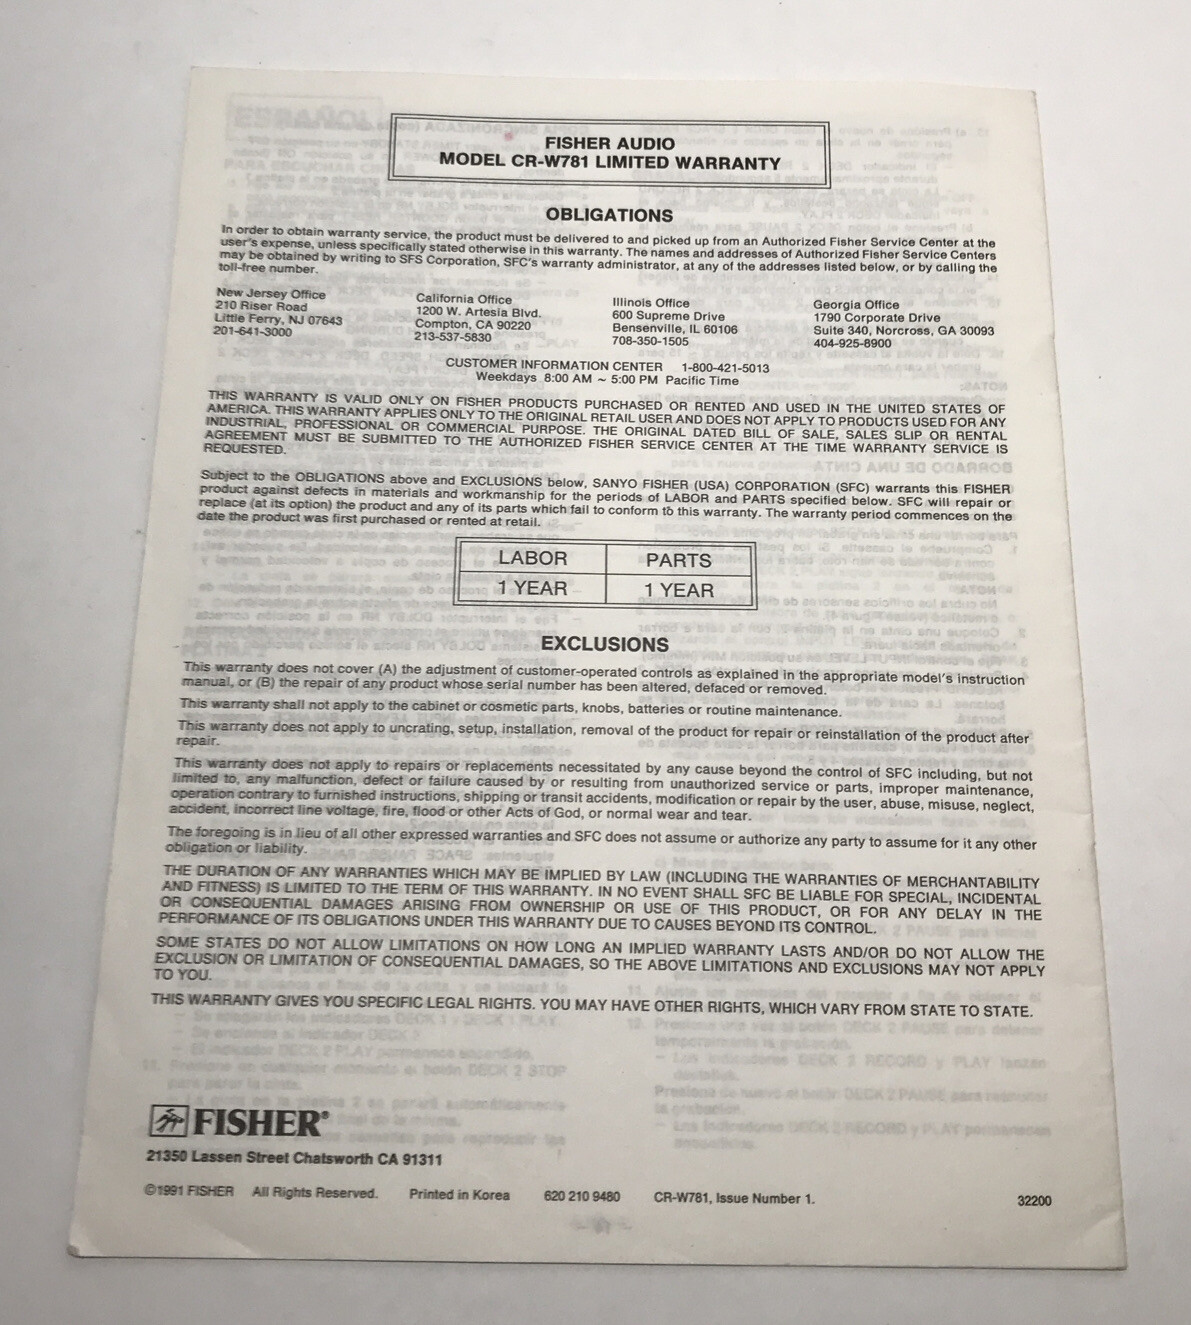 FISHER AUDIO
MODEL CR-W781 LIMITED WARRANTY
OBLIGATIONS
In order to obtain warranty service, the product must be delivered to and picked up from an Authorized Fisher Service Center at the
user's expense, unless specifically stated otherwise in this warranty. The names and addresses of Authorized Fisher Service Centers
may be obtained by writing to SFS Corporation, SFC's warranty administrator, at any of the addresses listed below, or by calling the
toll-free number.
New Jersey Office
210 Riser Road
Little Ferry, NJ 07643
201-641-3000
California Office
1200 W. Artesia Blvd.
Compton, CA 90220
213-537-5830
Illinois Office
600 Supreme Drive
Bensenville, IL 60106
708-350-1505
Georgia Office
1790 Corporate Drive
Suite 340, Norcross, GA 30093
404-925-8900
CUSTOMER INFORMATION CENTER 1-800-421-5013
Weekdays 8:00 AM ~ 5:00 PM Pacific Time
THIS WARRANTY IS VALID ONLY ON FISHER PRODUCTS PURCHASED OR RENTED AND USED IN THE UNITED STATES OF
AMERICA. THIS WARRANTY APPLIES ONLY TO THE ORIGINAL RETAIL USER AND DOES NOT APPLY TO PRODUCTS USED FOR ANY
INDUSTRIAL, PROFESSIONAL OR COMMERCIAL PURPOSE. THE ORIGINAL DATED BILL OF SALE, SALES SLIP OR RENTAL
AGREEMENT MUST BE SUBMITTED TO THE AUTHORIZED FISHER SERVICE CENTER AT THE TIME WARRANTY SERVICE IS
REQUESTED.
Subject to the OBLIGATIONS above and EXCLUSIONS below, SANYO FISHER (USA) CORPORATION (SFC) warrants this FISHER
product against defects in materials and workmanship for the periods of LABOR and PARTS specified below. SFC will repair or
replace (at its option) the product and any of its parts which fail to conform to this warranty. The warranty period commences on the
date the product was first purchased or rented at retail.
LABOR PARTS
1 YEAR 1 YEAR
EXCLUSIONS
This warranty does not cover (A) the adjustment of customer-operated controls as explained in the appropriate model's instruction
manual, or (B) the repair of any product whose serial number has been altered, defaced or removed.
This warranty shall not apply to the cabinet or cosmetic parts, knobs, batteries or routine maintenance.
This warranty does not apply to uncrating, setup, installation, removal of the product for repair or reinstallation of the product after
repair.
This warranty does not apply to repairs or replacements necessitated by any cause beyond the control of SFC including, but not
limited to, any malfunction, defect or failure caused by or resulting from unauthorized service or parts, improper maintenance,
operation contrary to furnished instructions, shipping or transit accidents, modification or repair by the user, abuse, misuse, neglect,
accident, incorrect line voltage, fire, flood or other Acts of God, or normal wear and tear.
The foregoing is in lieu of all other expressed warranties and SFC does not assume or authorize any party to assume for it any other
obligation or liability.
THE DURATION OF ANY WARRANTIES WHICH MAY BE IMPLIED BY LAW (INCLUDING THE WARRANTIES OF MERCHANTABILITY
AND FITNESS) IS LIMITED TO THE TERM OF THIS WARRANTY. IN NO EVENT SHALL SFC BE LIABLE FOR SPECIAL, INCIDENTAL
OR CONSEQUENTIAL DAMAGES ARISING FROM OWNERSHIP OR USE OF THIS PRODUCT, OR FOR ANY DELAY IN THE
PERFORMANCE OF ITS OBLIGATIONS UNDER THIS WARRANTY DUE TO CAUSES BEYOND ITS CONTROL.
SOME STATES DO NOT ALLOW LIMITATIONS ON HOW LONG AN IMPLIED WARRANTY LASTS AND/OR DO NOT ALLOW THE
EXCLUSION OR LIMITATION OF CONSEQUENTIAL DAMAGES, SO THE ABOVE LIMITATIONS AND EXCLUSIONS MAY NOT APPLY
TO YOU.
THIS WARRANTY GIVES YOU SPECIFIC LEGAL RIGHTS. YOU MAY HAVE OTHER RIGHTS, WHICH VARY FROM STATE TO STATE.
FISHER®
21350 Lassen Street Chatsworth CA 91311
©1991 FISHER All Rights Reserved. Printed in Korea 620 210 9480 CR-W781, Issue Number 1. 32200